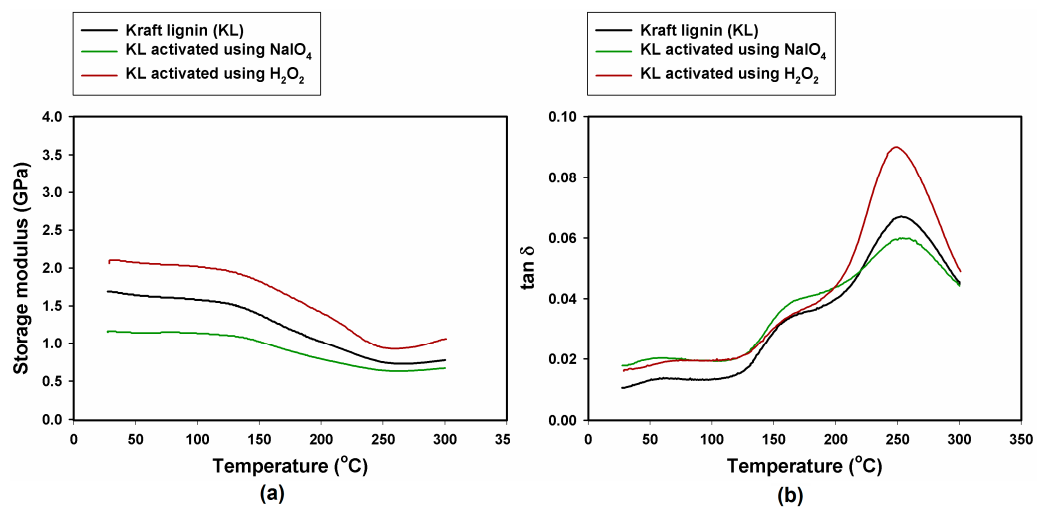 Kraft lignin (KL)
KL activated using NaIO4
KL activated using H2O2
Kraft lignin (KL)
KL activated using NaIO4
KL activated using H2O2
Storage modulus (GPa)
4.0
3.5
3.0
2.5
2.0
1.5
1.0
0.5
0.0
0 50 100 150 200 250 300 35
Temperature (°C)
(a)
tan δ
0.10
0.08
0.06
0.04
0.02
0.00
0 50 100 150 200 250 300 350
Temperature (°C)
(b)